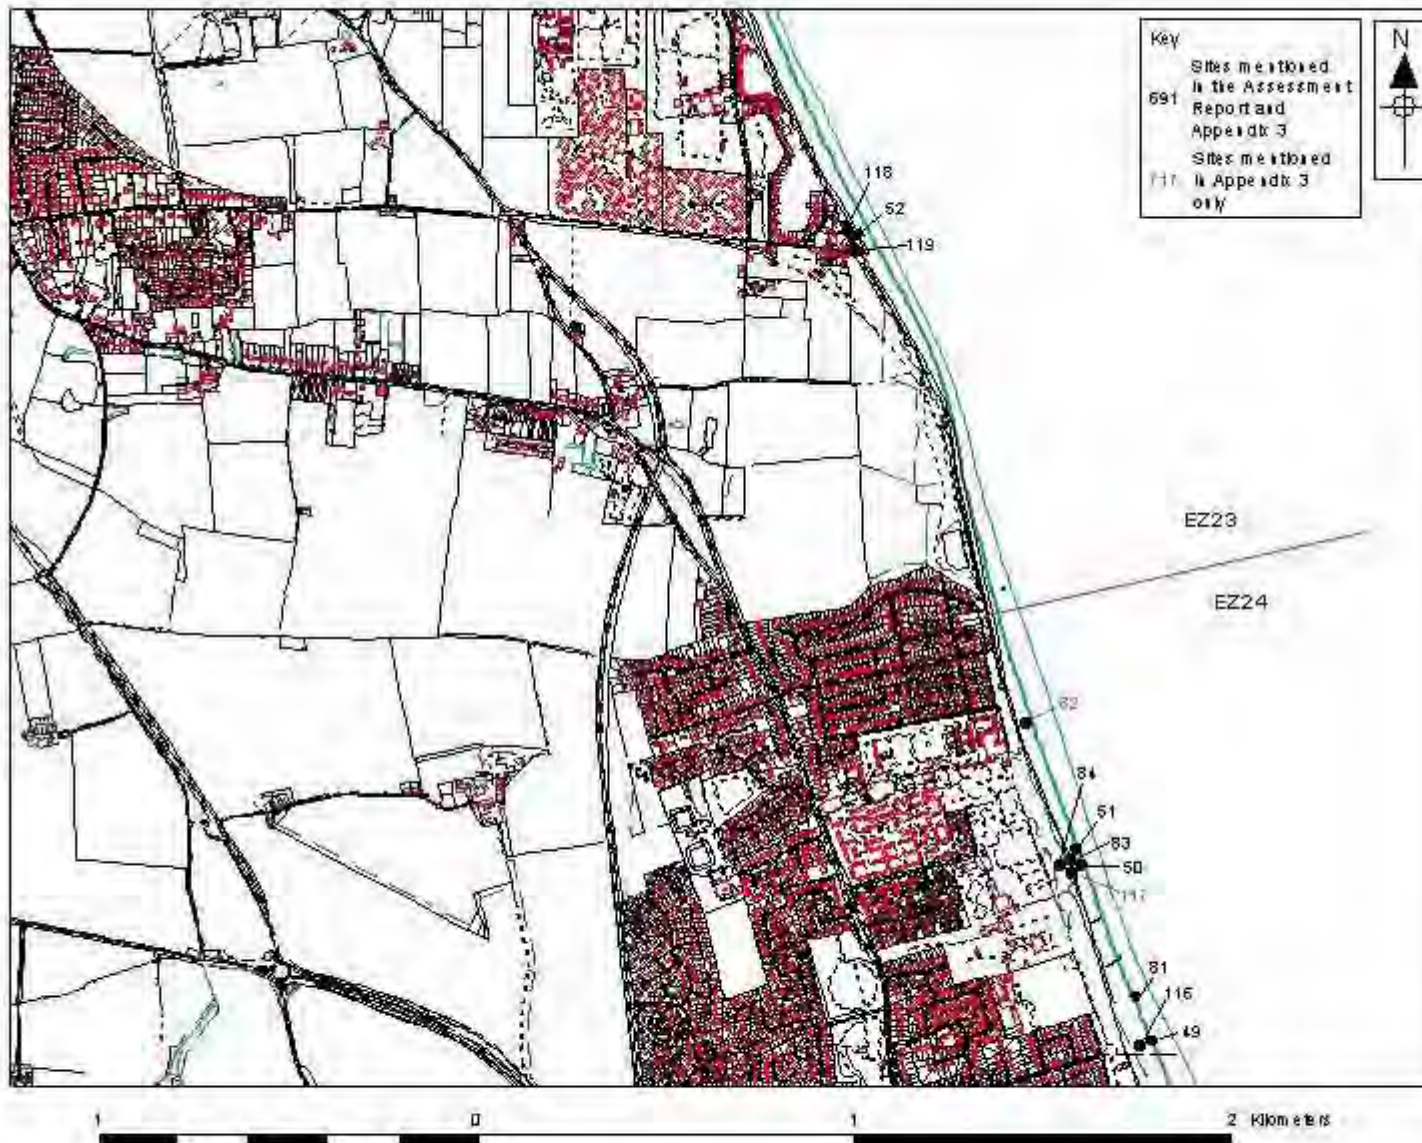 Key
N
Sites mentioned
in the Assessment
691
Report and
Appendix 3
Sites mentioned
in Appendix 3
only
118
52
119
EZ23
EZ24
82
84
51
83
50
117
81
116
49
1 0 1 2 Kilometers